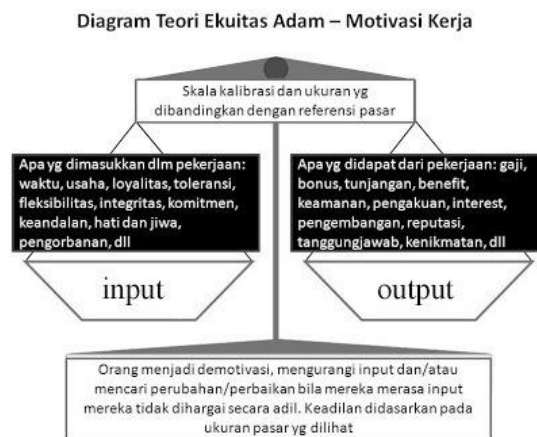 Diagram Teori Ekuitas Adam – Motivasi Kerja
Skala kalibrasi dan ukuran yg
dibandingkan dengan referensi pasar
Apa yg dimasukkan dlm pekerjaan:
waktu, usaha, loyalitas, toleransi,
fleksibilitas, integritas, komitmen,
keandalan, hati dan jiwa,
pengorbanan, dll
input
Apa yg didapat dari pekerjaan: gaji,
bonus, tunjangan, benefit,
keamanan, pengakuan, interest,
pengembangan, reputasi,
tanggungjawab, kenikmatan, dll
output
Orang menjadi demotivasi, mengurangi input dan/atau
mencari perubahan/perbaikan bila mereka merasa input
mereka tidak dihargai secara adil. Keadilan didasarkan pada
ukuran pasar yg dilihat